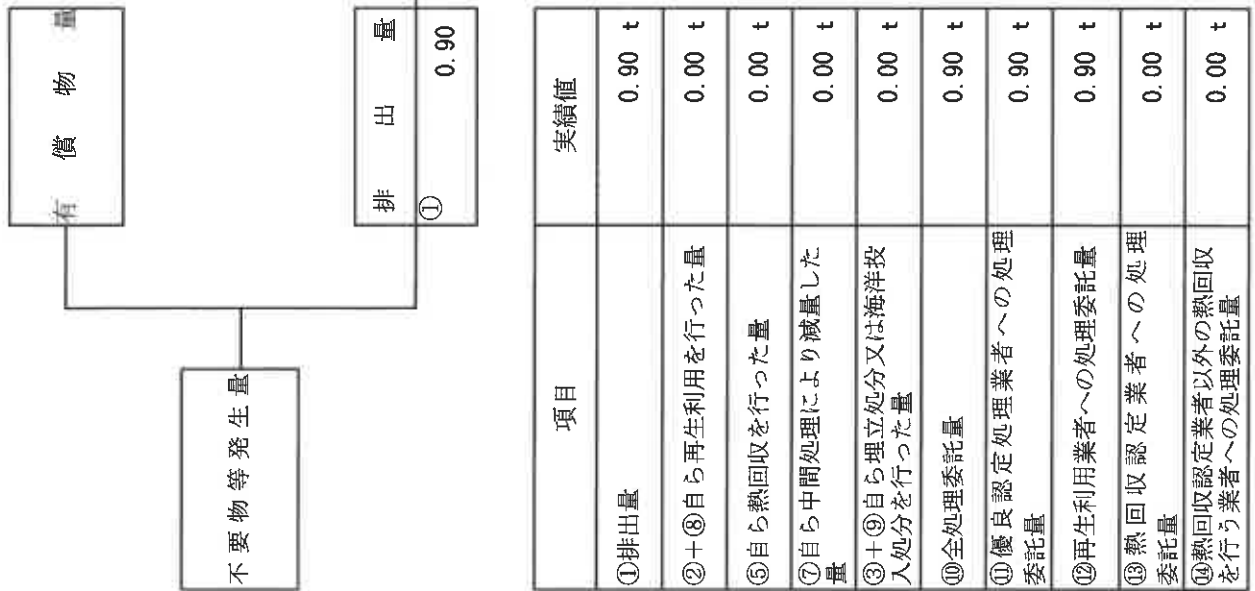 有償物量
不要物等発生量
排出量
① 0.90
項目 実績値
①排出量 0.90 t
②+⑧自ら再生利用を行った量 0.00 t
⑤自ら熱回収を行った量 0.00 t
⑦自ら中間処理により減量した
量 0.00 t
③+⑨自ら埋立処分又は海洋投
入処分を行った量 0.00 t
⑩全処理委託量 0.90 t
⑪優良認定処理業者への処理
委託量 0.90 t
⑫再生利用業者への処理委託量 0.90 t
⑬熱回収認定業者への処理
委託量 0.00 t
⑭熱回収認定業者以外の熱回収
を行う業者への処理委託量 0.00 t